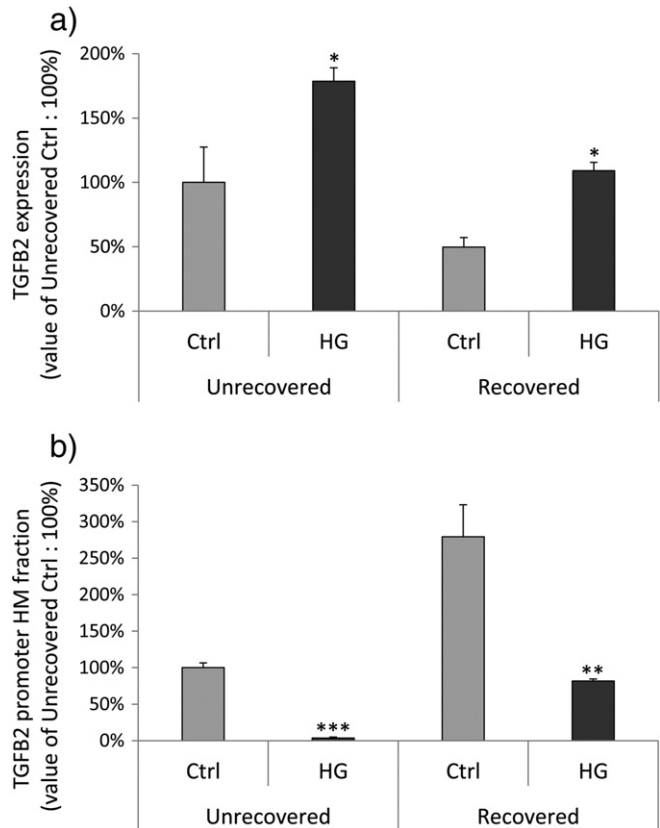 a)
TGFB2 expression
(value of Unrecovered Ctrl : 100%)
200%
150%
100%
50%
0%
*
*
Ctrl HG Ctrl HG
Unrecovered Recovered
b)
TGFB2 promoter HM fraction
(value of Unrecovered Ctrl : 100%)
350%
300%
250%
200%
150%
100%
50%
0%
***
**
Ctrl HG Ctrl HG
Unrecovered Recovered